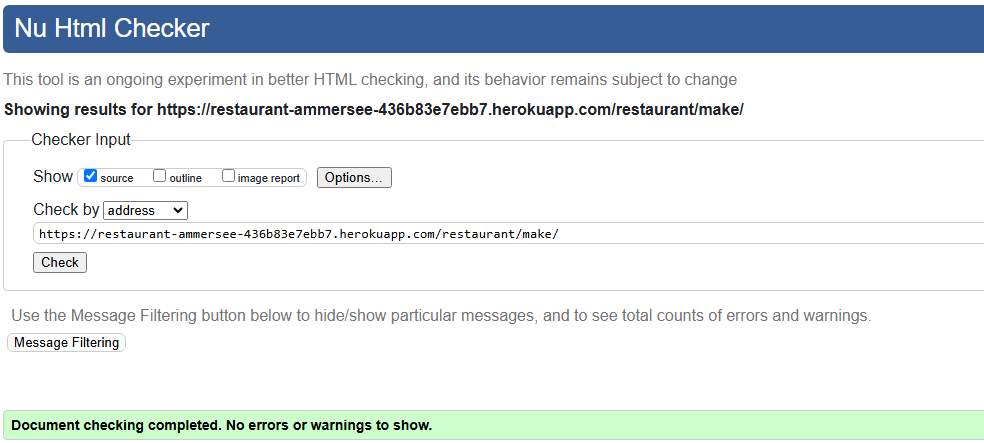 Nu Html Checker
This tool is an ongoing experiment in better HTML checking, and its behavior remains subject to change
Showing results for https://restaurant-ammersee-436b83e7ebb7.herokuapp.com/restaurant/make/
Checker Input
Show source outline image report Options...
Check by address
https://restaurant-ammersee-436b83e7ebb7.herokuapp.com/restaurant/make/
Check
Use the Message Filtering button below to hide/show particular messages, and to see total counts of errors and warnings.
Message Filtering
Document checking completed. No errors or warnings to show.